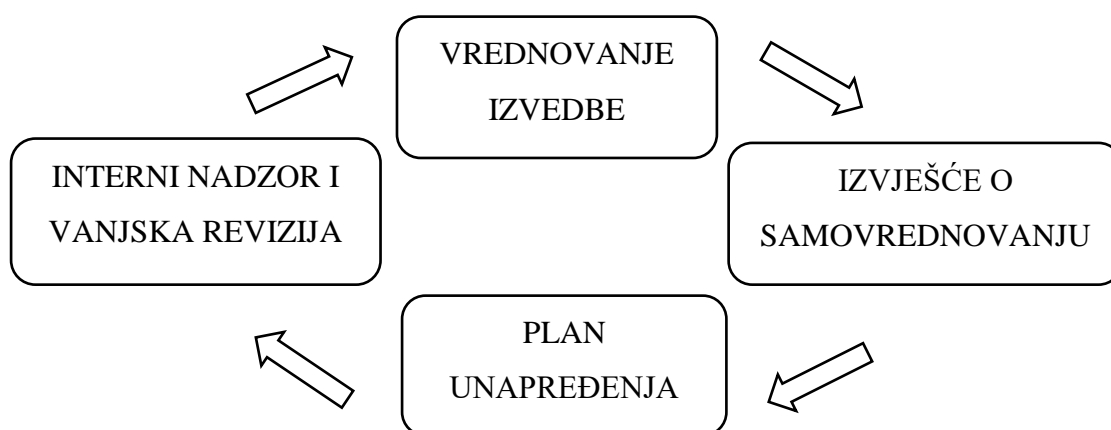 VREDNOVANJE
IZVEDBE
INTERNI NADZOR I
VANJSKA REVIZIJA
IZVJEŠĆE O
SAMOVREDNOVANJU
PLAN
UNAPREĐENJA